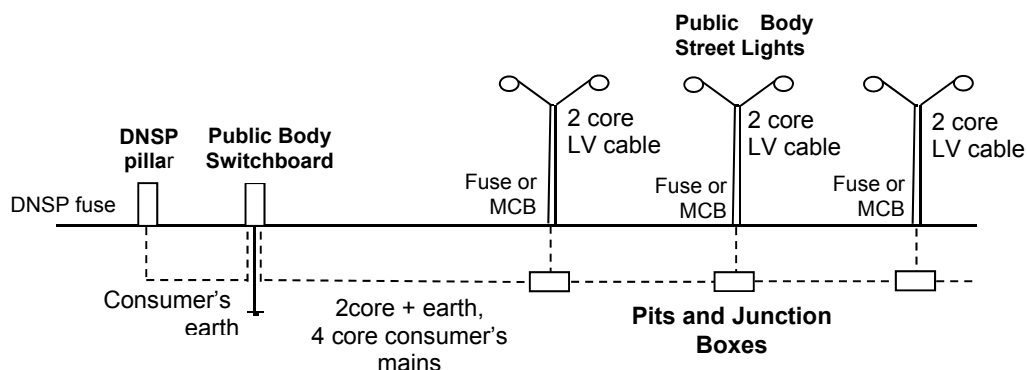 Public Body
Street Lights
DNSP
pillar
Public Body
Switchboard
2 core
LV cable
2 core
LV cable
2 core
LV cable
Fuse or
MCB
Fuse or
MCB
Fuse or
MCB
DNSP fuse
Consumer's
earth
2core + earth,
4 core consumer's
mains
Pits and Junction
Boxes